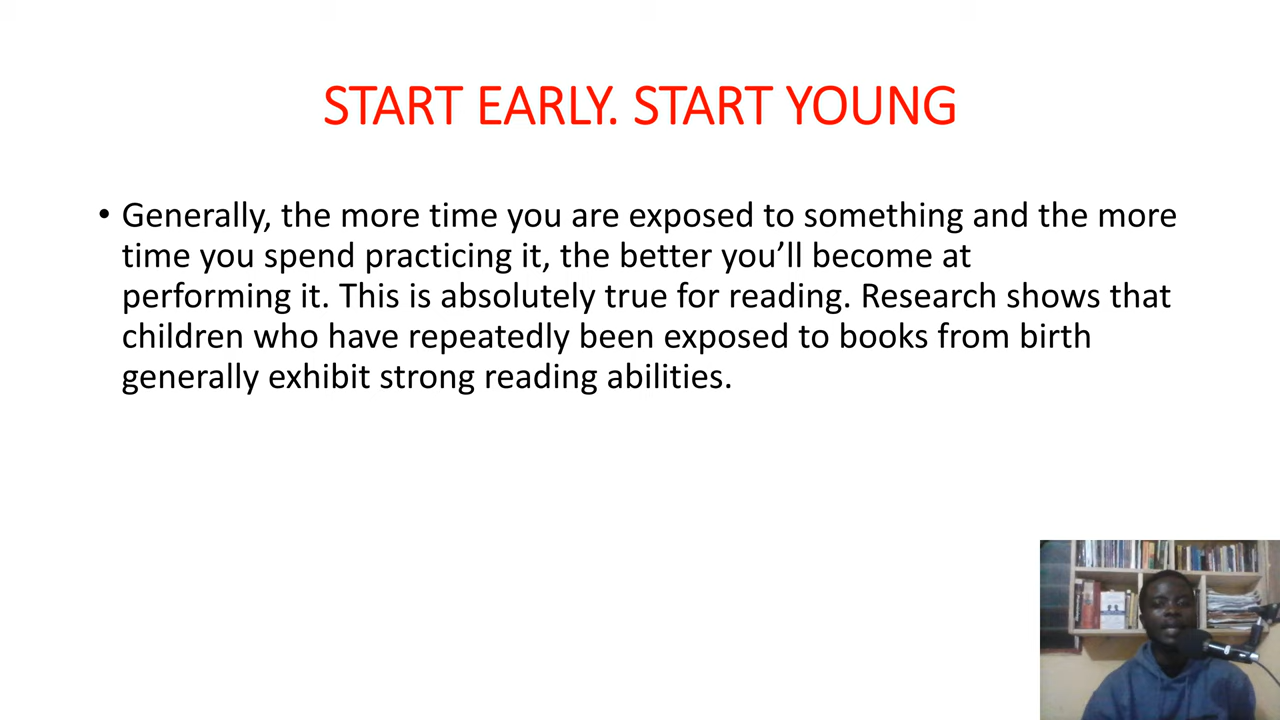 START EARLY. START YOUNG
• Generally, the more time you are exposed to something and the more
time you spend practicing it, the better you’ll become at
performing it. This is absolutely true for reading. Research shows that
children who have repeatedly been exposed to books from birth
generally exhibit strong reading abilities.